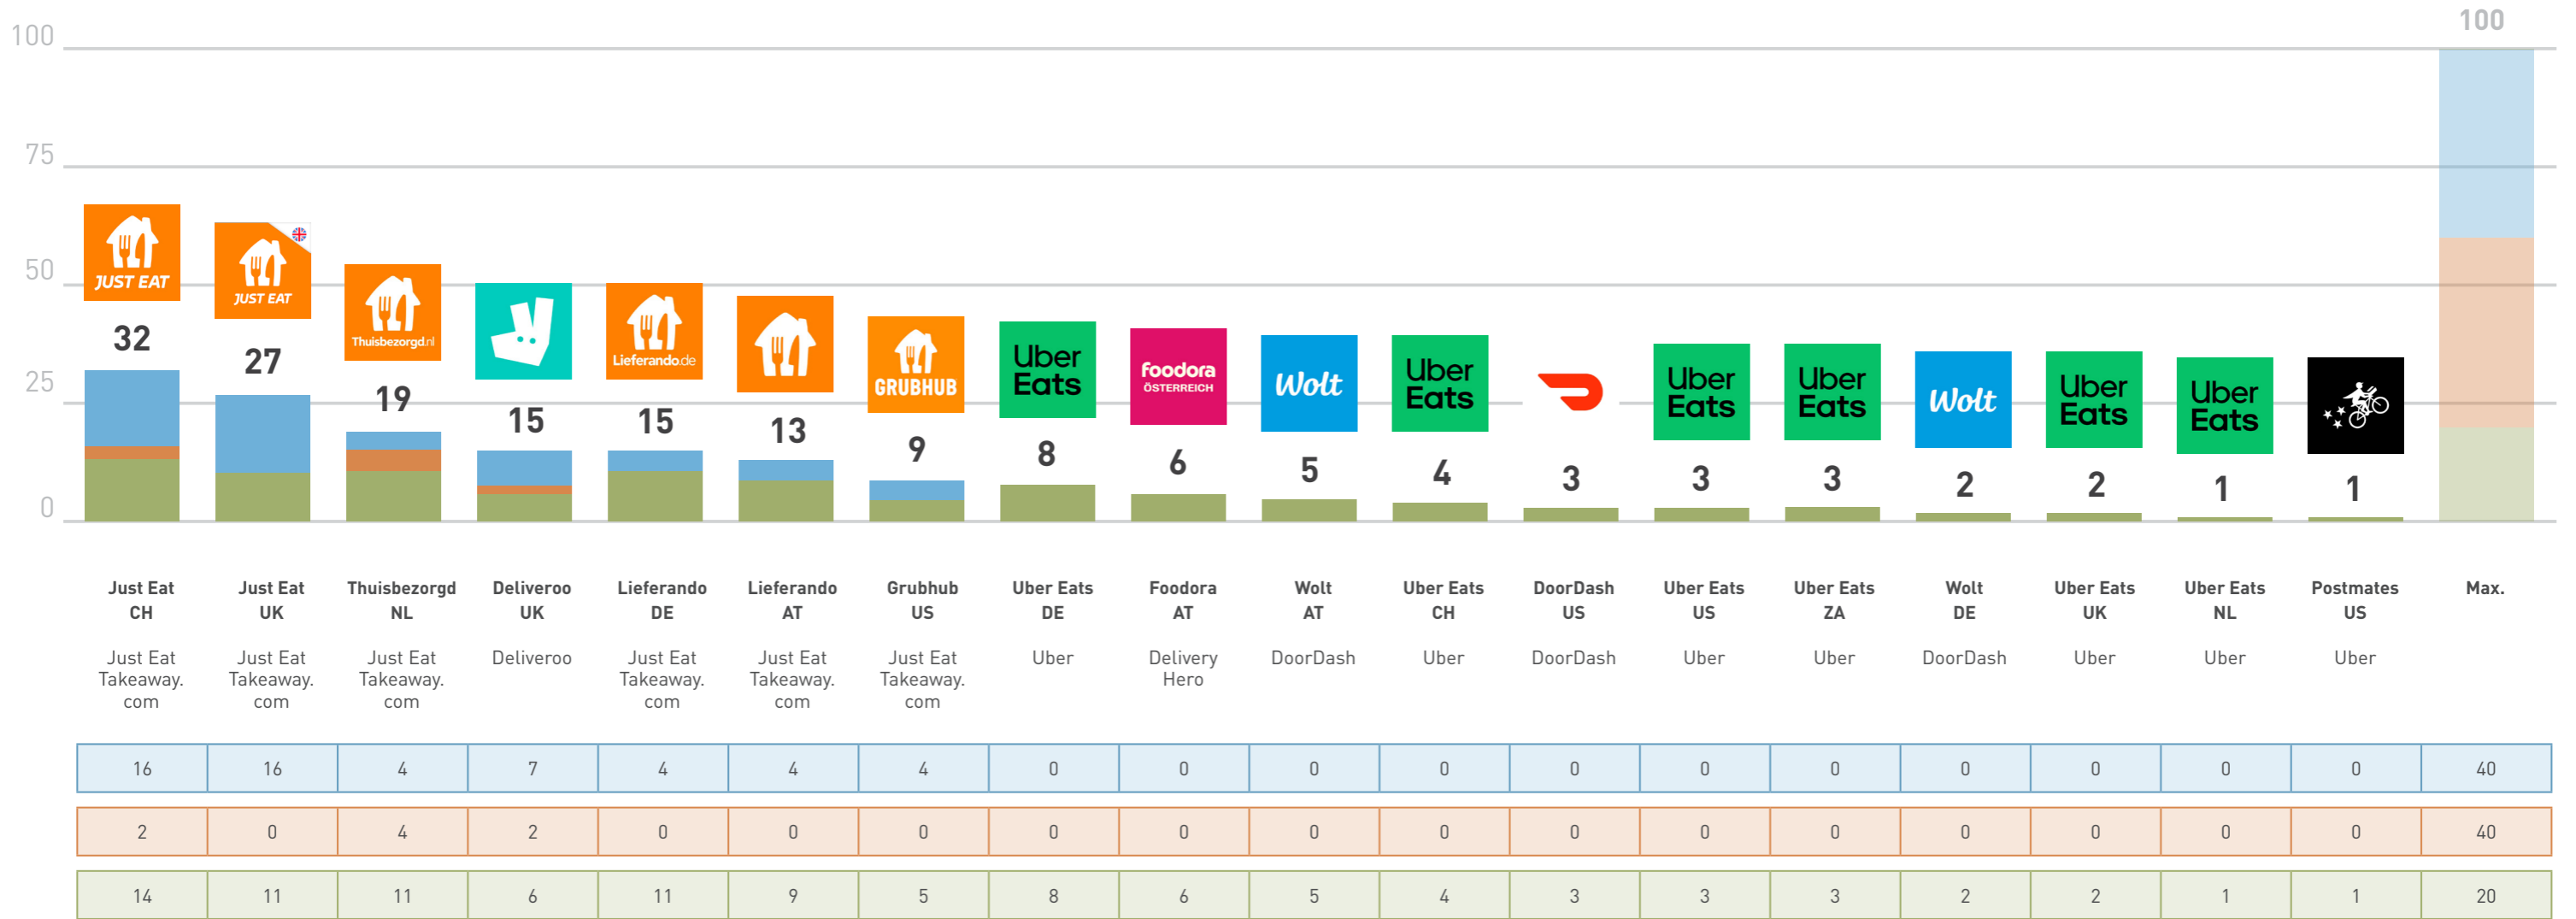 100
100
75
50
25
0
JUST EAT
JUST EAT
Thuisbezorgd.nl
Lieferando.de
GRUBHUB
Uber
Eats
foodora
ÖSTERREICH
Wolt
Uber
Eats
Uber
Eats
Uber
Eats
Wolt
Uber
Eats
Uber
Eats
32
27
19
15
15
13
9
8
6
5
4
3
3
3
2
2
1
1
Just Eat
CH
Just Eat
UK
Thuisbezorgd
NL
Deliveroo
UK
Lieferando
DE
Lieferando
AT
Grubhub
US
Uber Eats
DE
Foodora
AT
Wolt
AT
Uber Eats
CH
DoorDash
US
Uber Eats
US
Uber Eats
ZA
Wolt
DE
Uber Eats
UK
Uber Eats
NL
Postmates
US
Max.
Just Eat
Takeaway.
com
Just Eat
Takeaway.
com
Just Eat
Takeaway.
com
Deliveroo
Just Eat
Takeaway.
com
Just Eat
Takeaway.
com
Just Eat
Takeaway.
com
Uber
Delivery
Hero
DoorDash
Uber
DoorDash
Uber
Uber
DoorDash
Uber
Uber
Uber
16 16 4 7 4 4 4 0 0 0 0 0 0 0 0 0 0 0 40
2 0 4 2 0 0 0 0 0 0 0 0 0 0 0 0 0 0 40
14 11 11 6 11 9 5 8 6 5 4 3 3 3 2 2 1 1 20